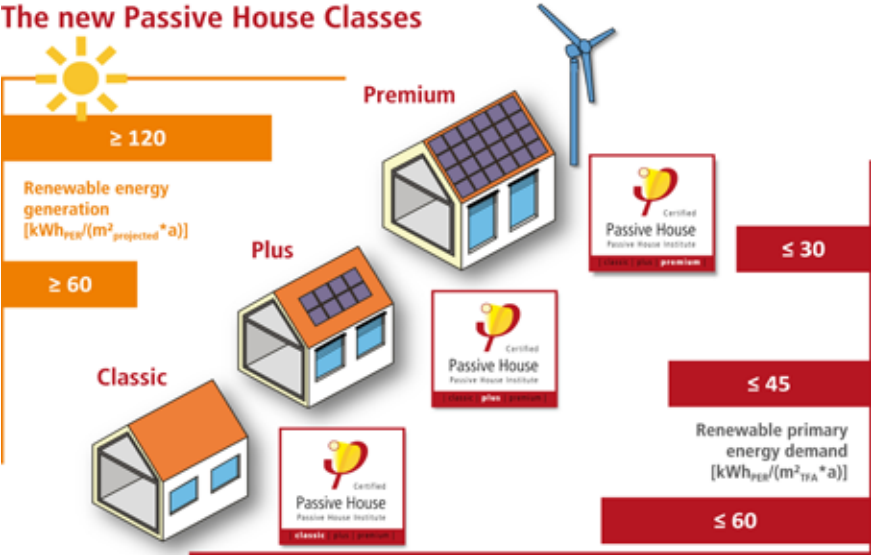 The new Passive House Classes
Premium
≥ 120
Renewable energy
generation
[kWhPER/(m²projected*a)]
Certified
Passive House
Passive House Institute
| classic | plus | premium |
≤ 30
Plus
≥ 60
Certified
Passive House
Passive House Institute
| classic | plus | premium |
Classic
≤ 45
Renewable primary
energy demand
[kWhPER/(m²TFA*a)]
Certified
Passive House
Passive House Institute
| classic | plus | premium |
≤ 60